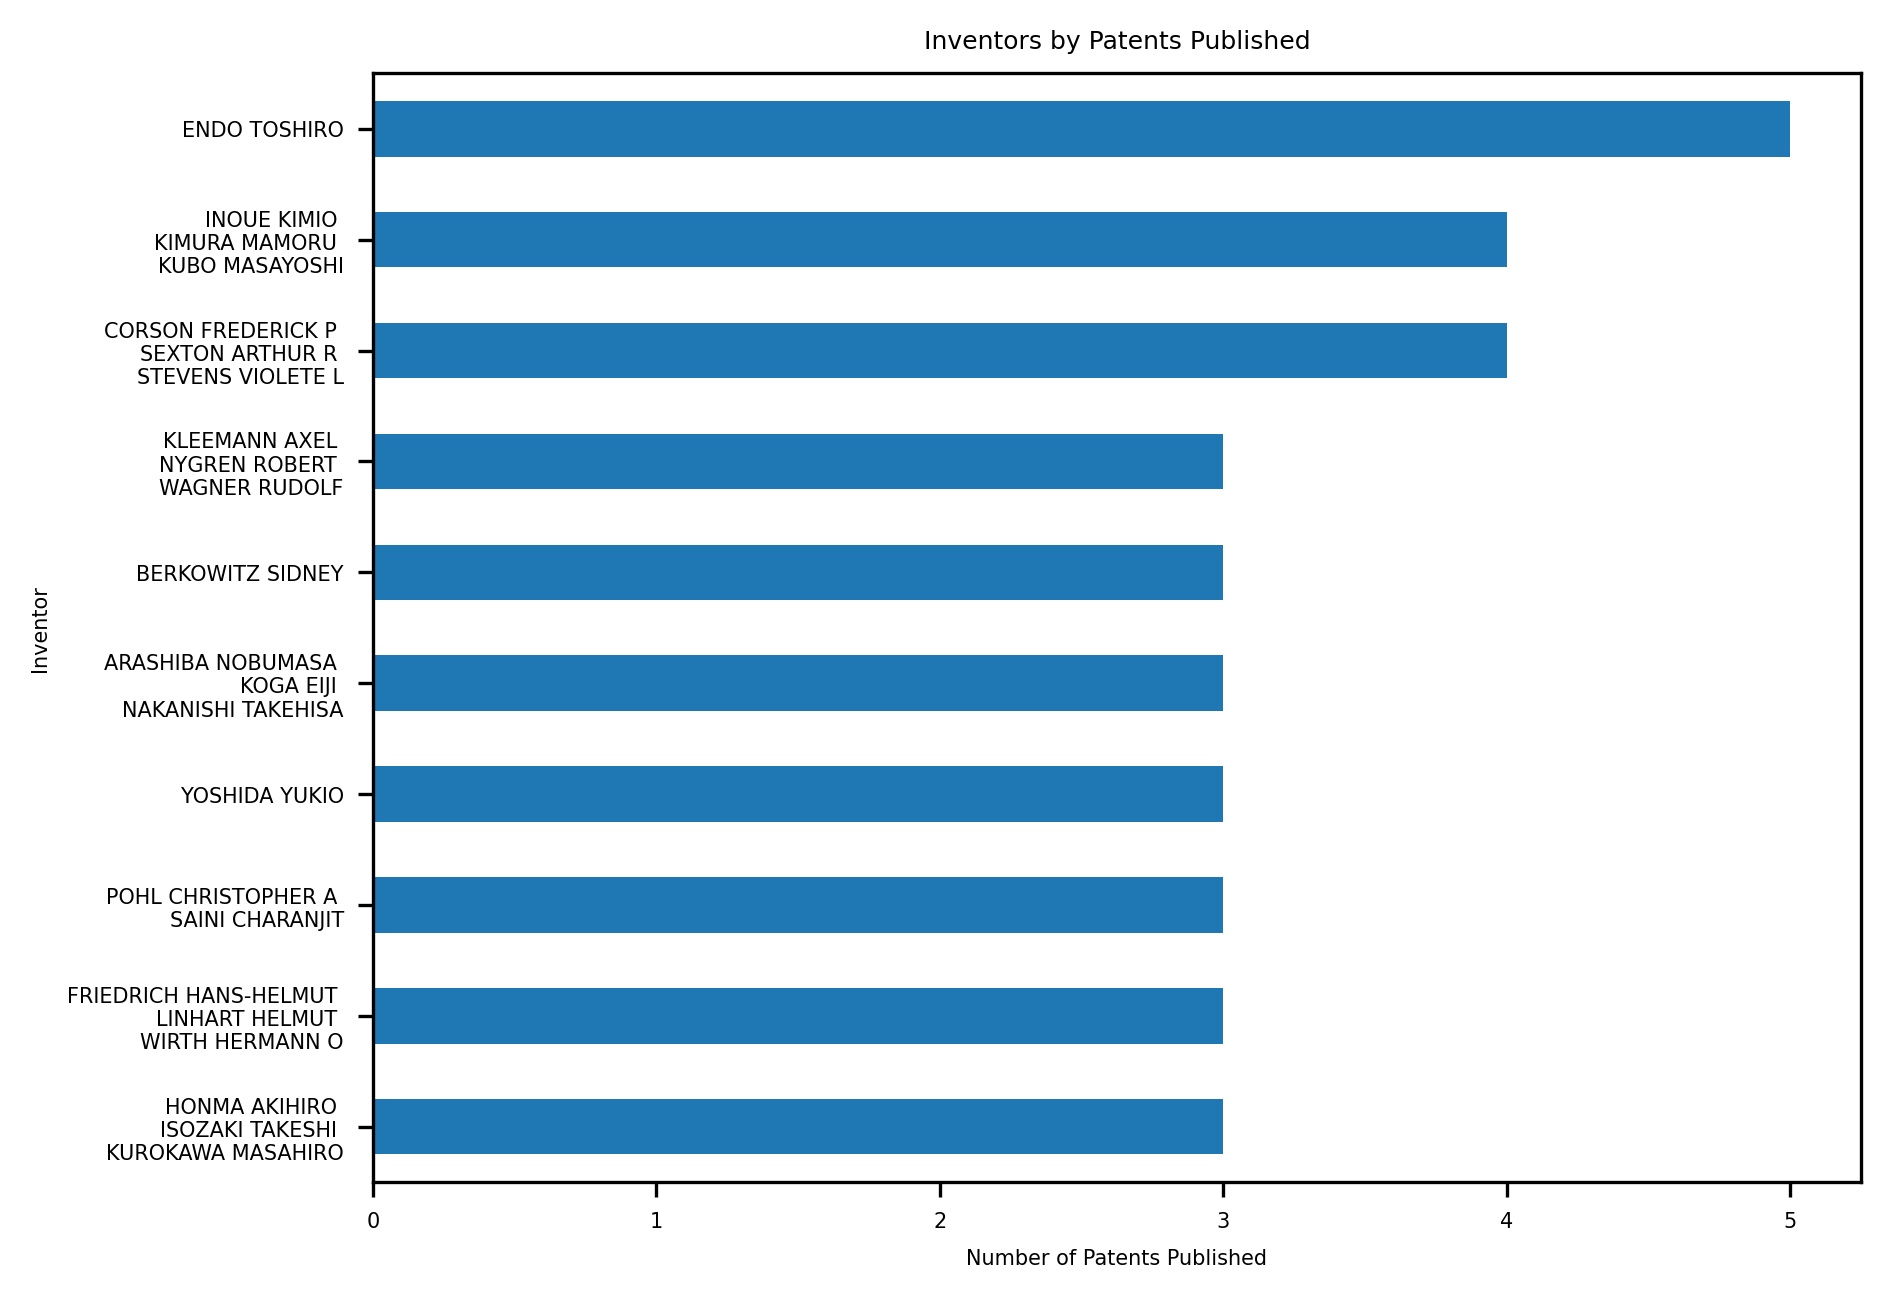 Inventors by Patents Published
ENDO TOSHIRO
INOUE KIMIO
KIMURA MAMORU
KUBO MASAYOSHI
CORSON FREDERICK P
SEXTON ARTHUR R
STEVENS VIOLETE L
KLEEMANN AXEL
NYGREN ROBERT
WAGNER RUDOLF
BERKOWITZ SIDNEY
ARASHIBA NOBUMASA
KOGA EIJI
NAKANISHI TAKEHISA
YOSHIDA YUKIO
POHL CHRISTOPHER A
SAINI CHARANJIT
FRIEDRICH HANS-HELMUT
LINHART HELMUT
WIRTH HERMANN O
HONMA AKIHIRO
ISOZAKI TAKESHI
KUROKAWA MASAHIRO
Inventor
0 1 2 3 4 5
Number of Patents Published